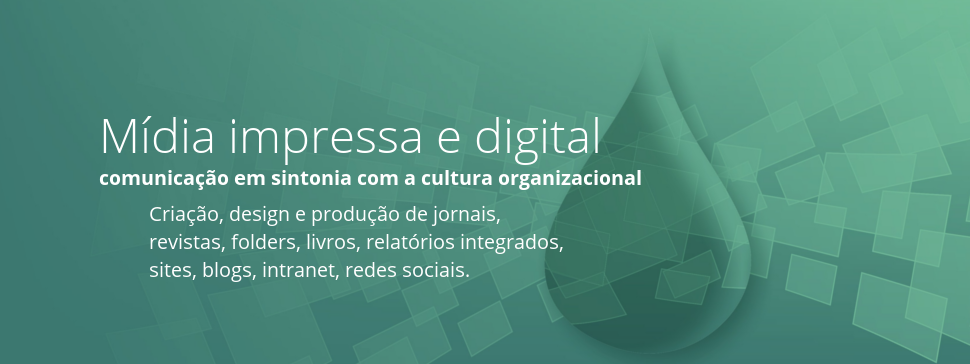 Mídia impressa e digital
comunicação em sintonia com a cultura organizacional
Criação, design e produção de jornais,
revistas, folders, livros, relatórios integrados,
sites, blogs, intranet, redes sociais.